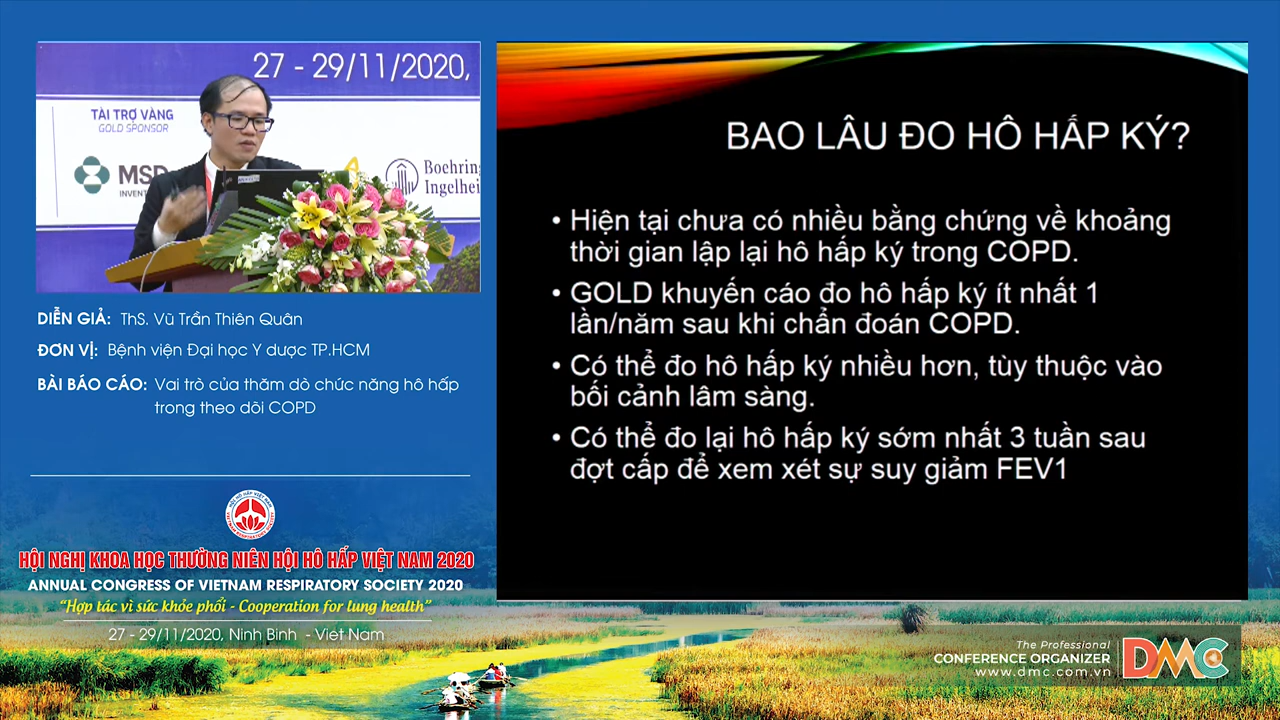 27 - 29/11/2020,
TÀI TRỢ VÀNG
GOLD SPONSOR
MSD
INVENT
Boehring
Ingelhei
DIỄN GIẢ: ThS. Vũ Trần Thiên Quân
ĐƠN VỊ: Bệnh viện Đại học Y dược TP.HCM
BÀI BÁO CÁO: Vai trò của thăm dò chức năng hô hấp
trong theo dõi COPD
HỘI NGHỊ KHOA HỌC THƯỜNG NIÊN HỘI HÔ HẤP VIỆT NAM 2020
ANNUAL CONGRESS OF VIETNAM RESPIRATORY SOCIETY 2020
“Hợp tác vì sức khỏe phổi - Cooperation for lung health”
27 - 29/11/2020, Ninh Binh - Viet Nam
BAO LÂU ĐO HÔ HẤP KÝ?
• Hiện tại chưa có nhiều bằng chứng về khoảng
thời gian lập lại hô hấp ký trong COPD.
• GOLD khuyến cáo đo hô hấp ký ít nhất 1
lần/năm sau khi chẩn đoán COPD.
• Có thể đo hô hấp ký nhiều hơn, tùy thuộc vào
bối cảnh lâm sàng.
• Có thể đo lại hô hấp ký sớm nhất 3 tuần sau
đợt cấp để xem xét sự suy giảm FEV1
The Professional
CONFERENCE ORGANIZER
www.dmc.com.vn
DMC